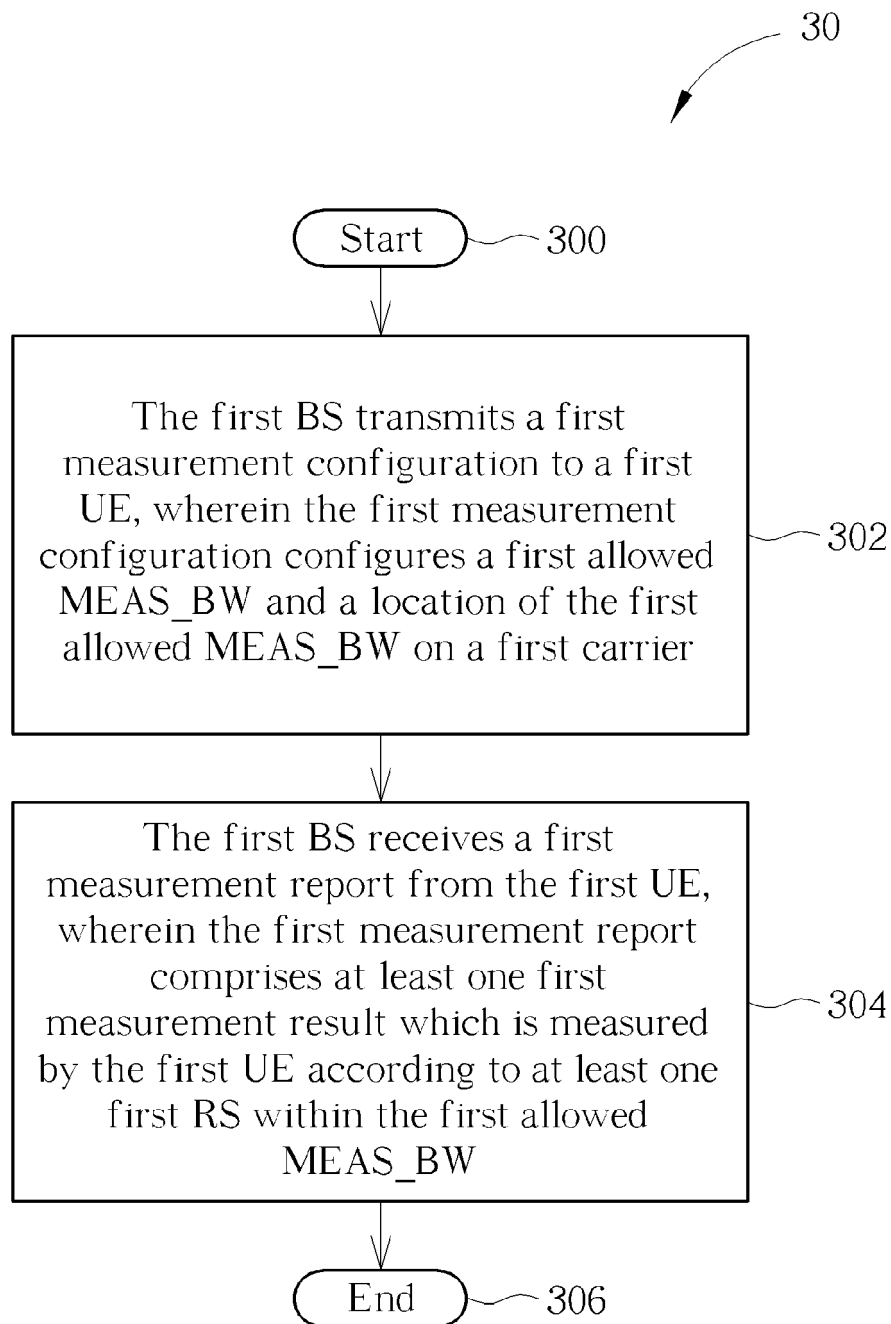 30
Start
300
The first BS transmits a first
measurement configuration to a first
UE, wherein the first measurement
configuration configures a first allowed
MEAS_BW and a location of the first
allowed MEAS_BW on a first carrier
302
The first BS receives a first
measurement report from the first UE,
wherein the first measurement report
comprises at least one first
measurement result which is measured
by the first UE according to at least one
first RS within the first allowed
MEAS_BW
304
End
306